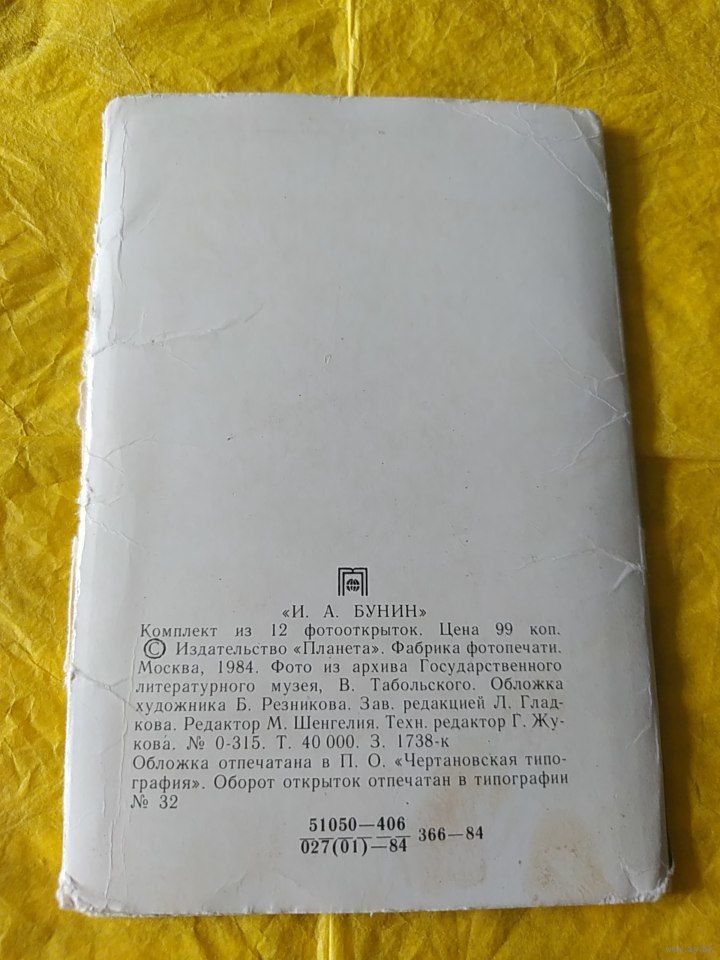 «И. А. БУНИН»
Комплект из 12 фотооткрыток. Цена 99 коп.
© Издательство «Планета». Фабрика фотопечати.
Москва, 1984. Фото из архива Государственного
литературного музея, В. Табольского. Обложка
художника Б. Резникова. Зав. редакцией Л. Глад-
кова. Редактор М. Шенгелия. Техн. редактор Г. Жу-
кова. № 0-315. Т. 40 000. З. 1738-к
Обложка отпечатана в П. О. «Чертановская типо-
графия». Оборот открыток отпечатан в типографии
№ 32
51050—406
027(01)—84 366—84